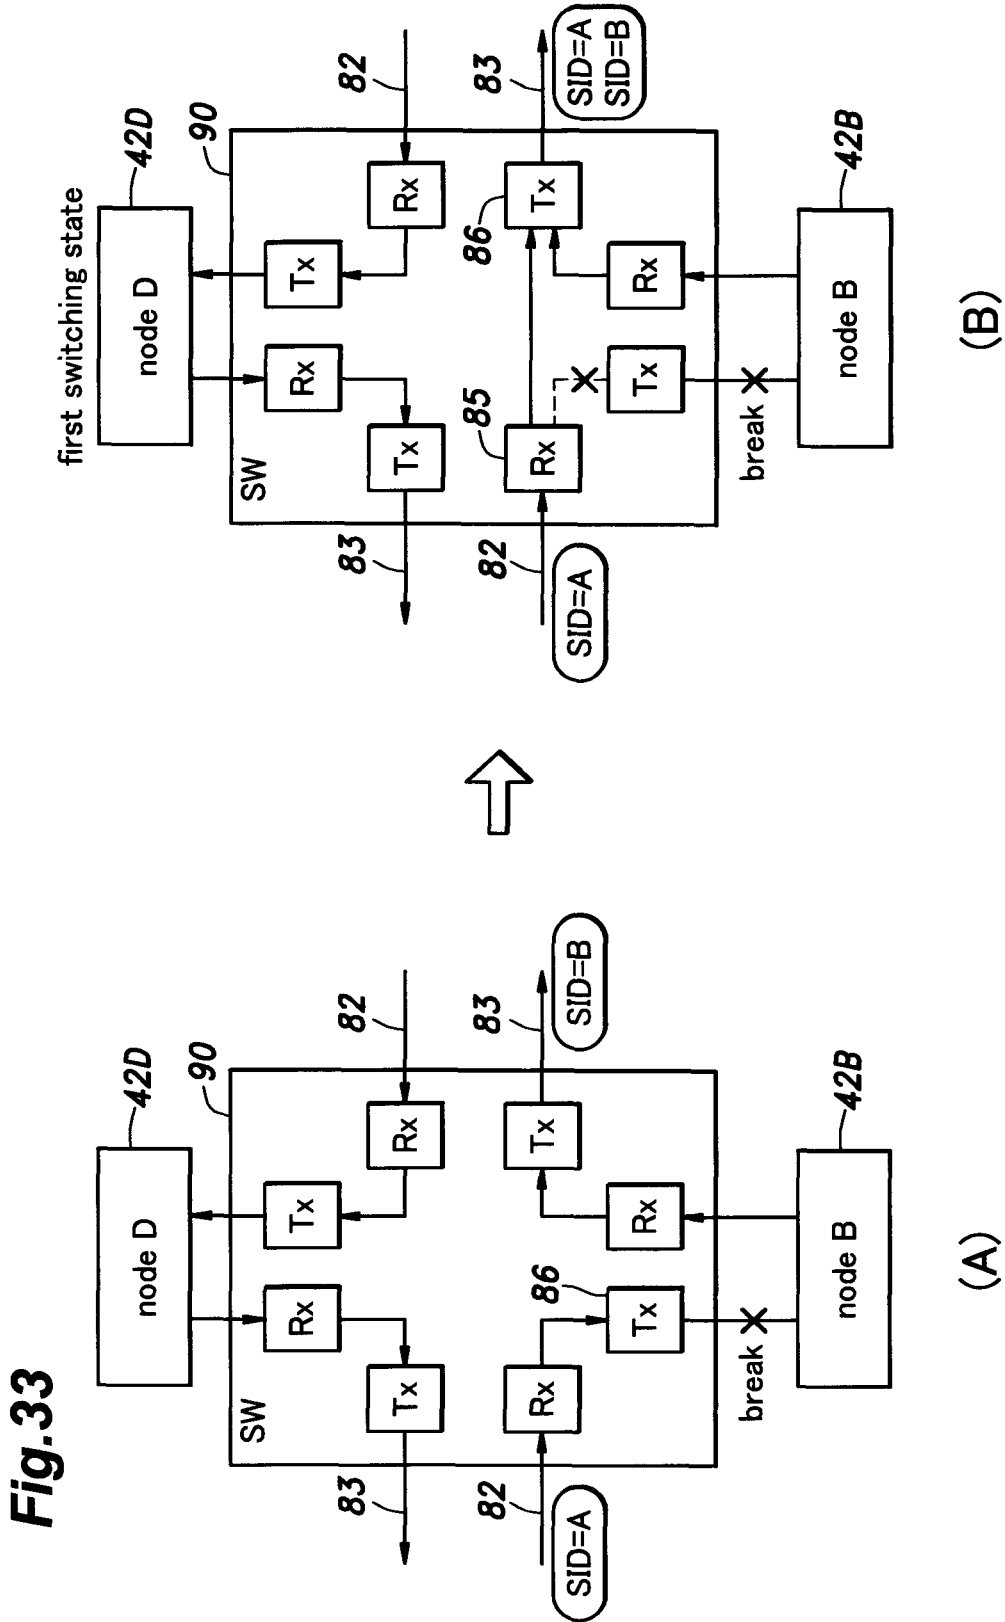 Fig.33
42D
node D
90
SW
Rx
Tx
82
83
Tx
Rx
83
82
Rx
Tx
86
Tx
Rx
SID=A
SID=B
break
42B
node B
(A)
first switching state
42D
node D
90
SW
Rx
Tx
82
83
Tx
Rx
85
86
83
82
Rx
Tx
SID=A
SID=A
SID=B
Tx
Rx
break
42B
node B
(B)